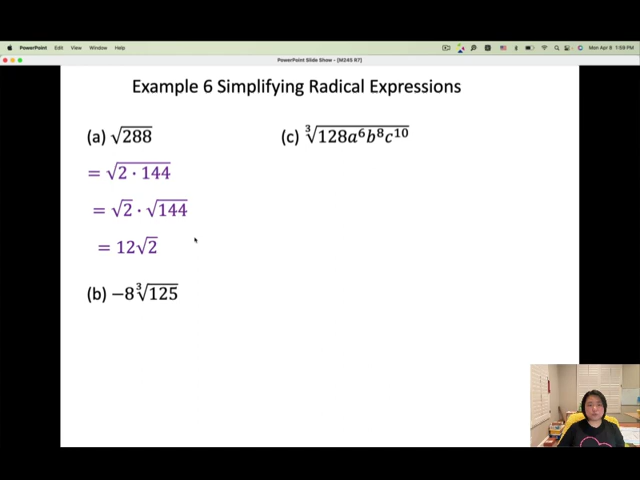 PowerPoint File Edit View Window Help Mon Apr 8 1:59 PM
PowerPoint Slide Show - [M245 R7]
Example 6 Simplifying Radical Expressions
(a) √288
= √2 · 144
= √2 · √144
= 12√2
(b) −8∛125
(c) ∛128a⁶b⁸c¹⁰